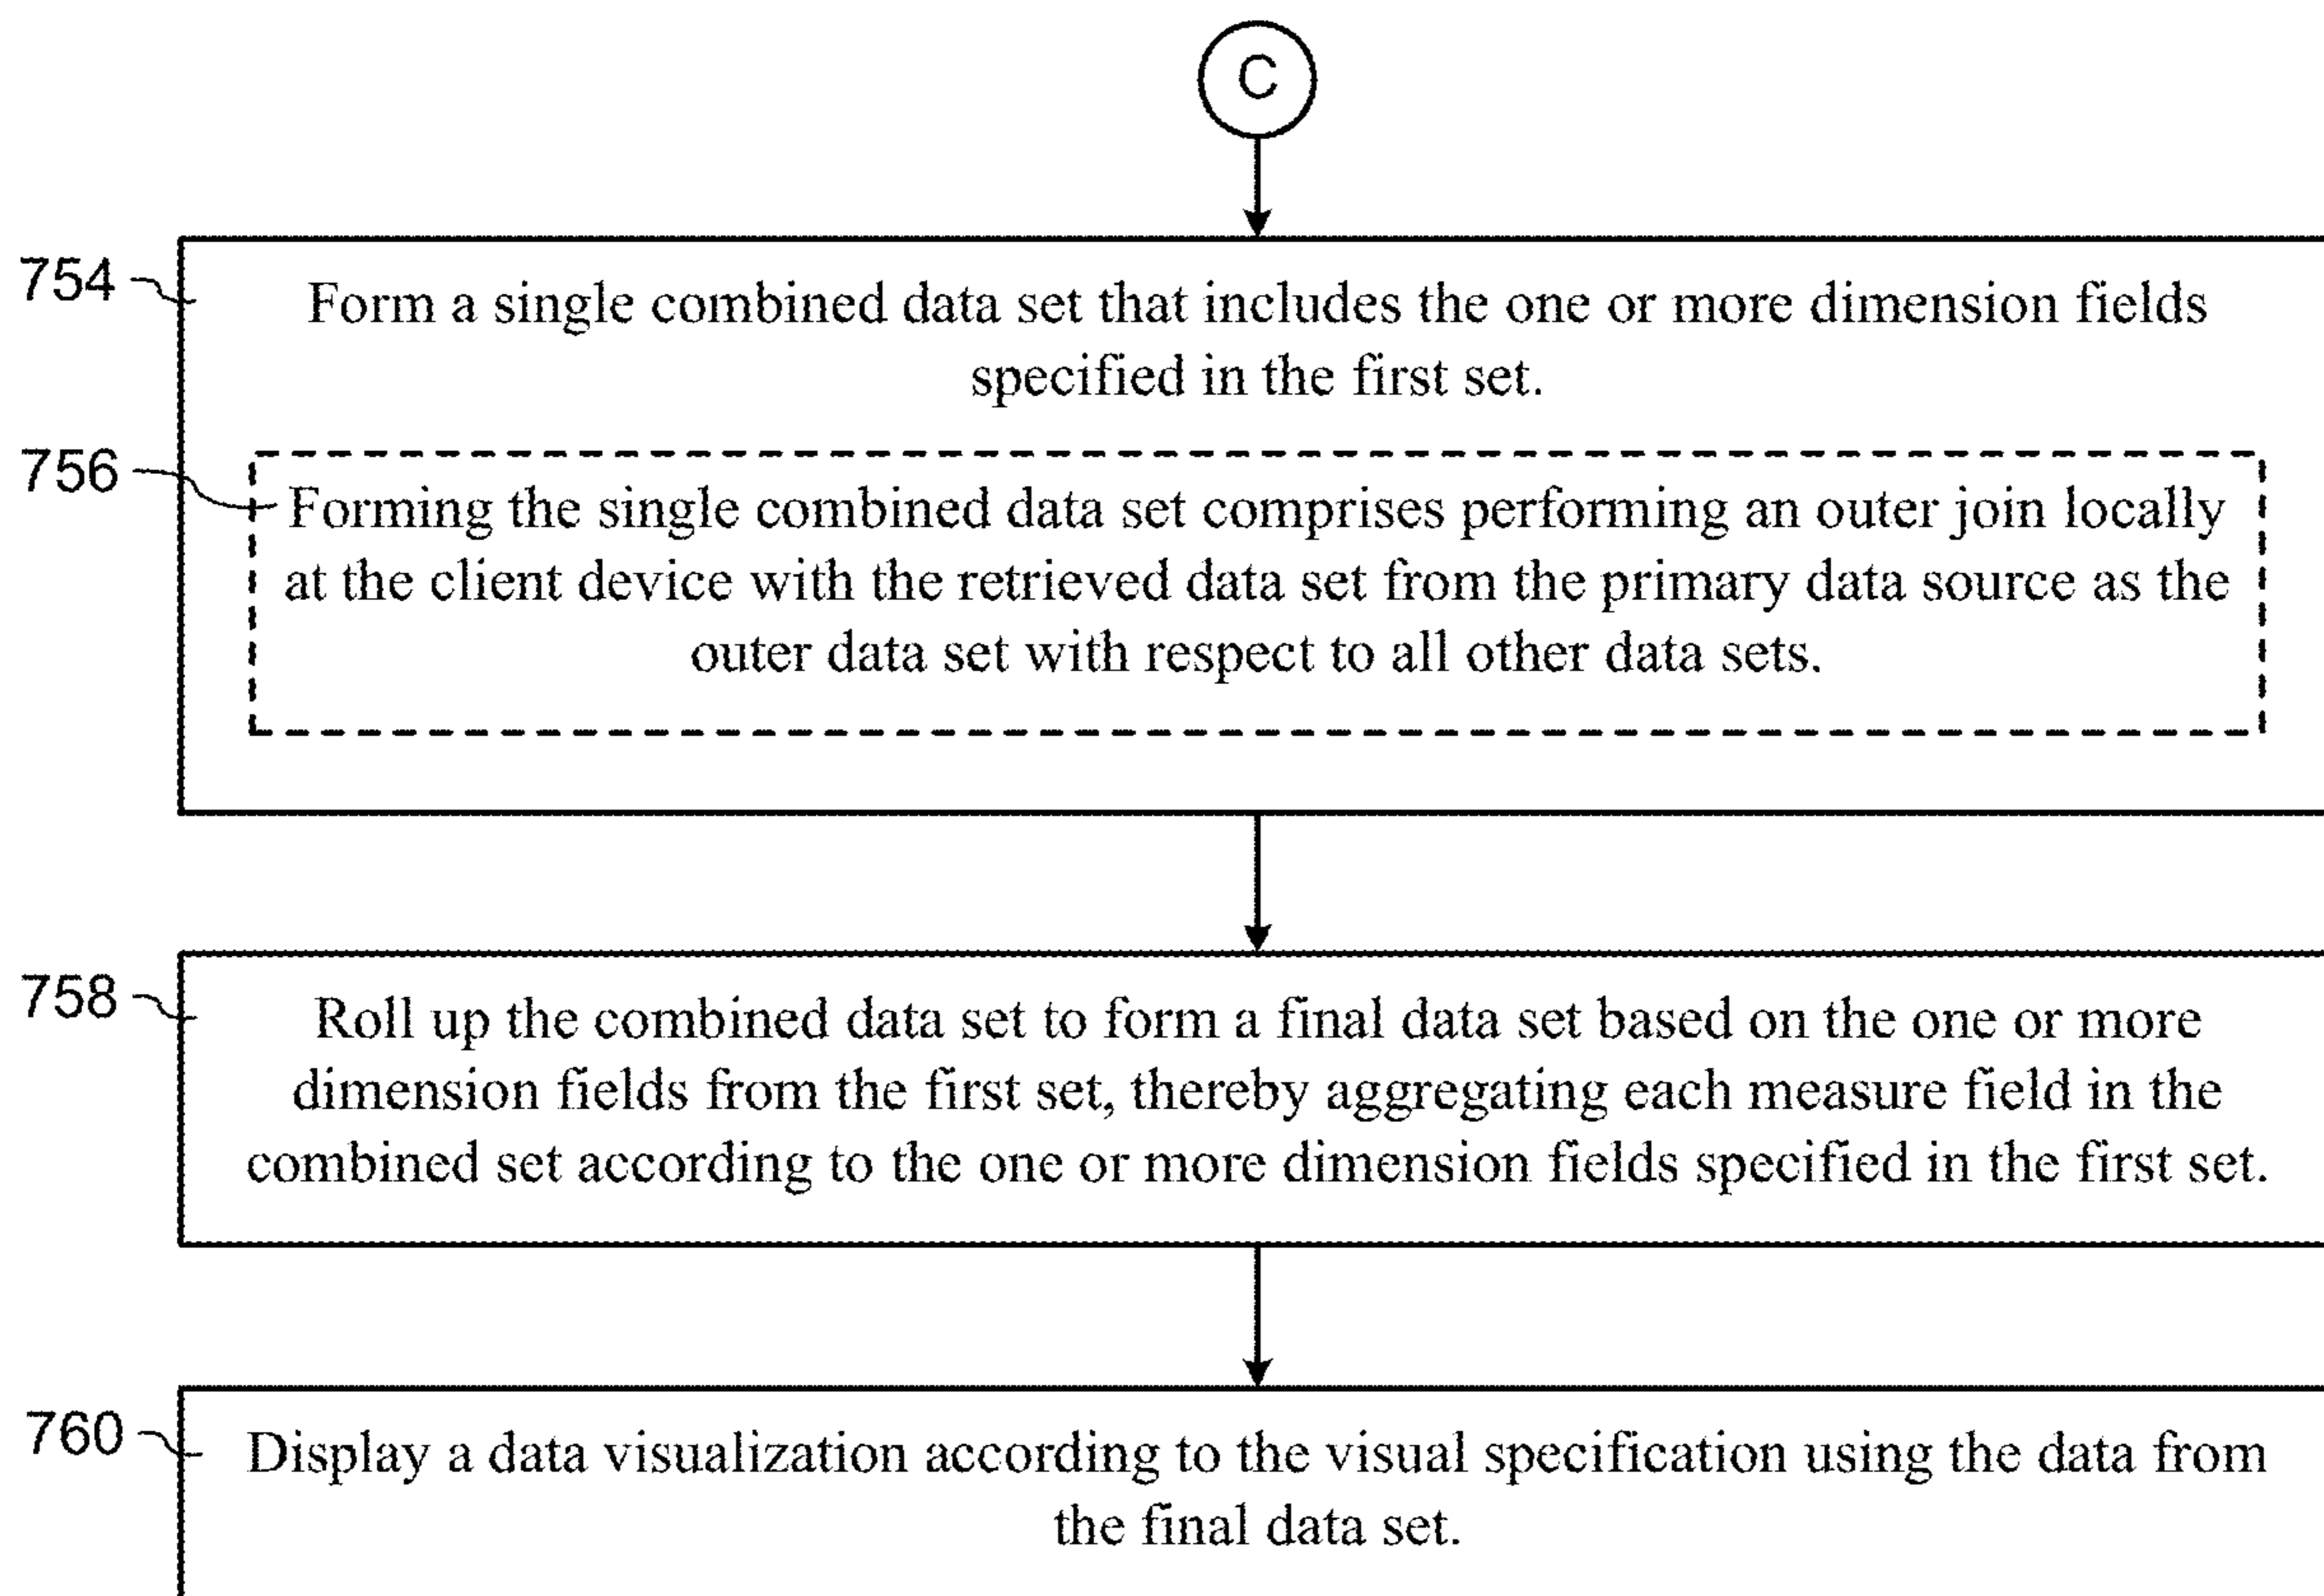 C
754
Form a single combined data set that includes the one or more dimension fields
specified in the first set.
756
Forming the single combined data set comprises performing an outer join locally
at the client device with the retrieved data set from the primary data source as the
outer data set with respect to all other data sets.
758
Roll up the combined data set to form a final data set based on the one or more
dimension fields from the first set, thereby aggregating each measure field in the
combined set according to the one or more dimension fields specified in the first set.
760
Display a data visualization according to the visual specification using the data from
the final data set.